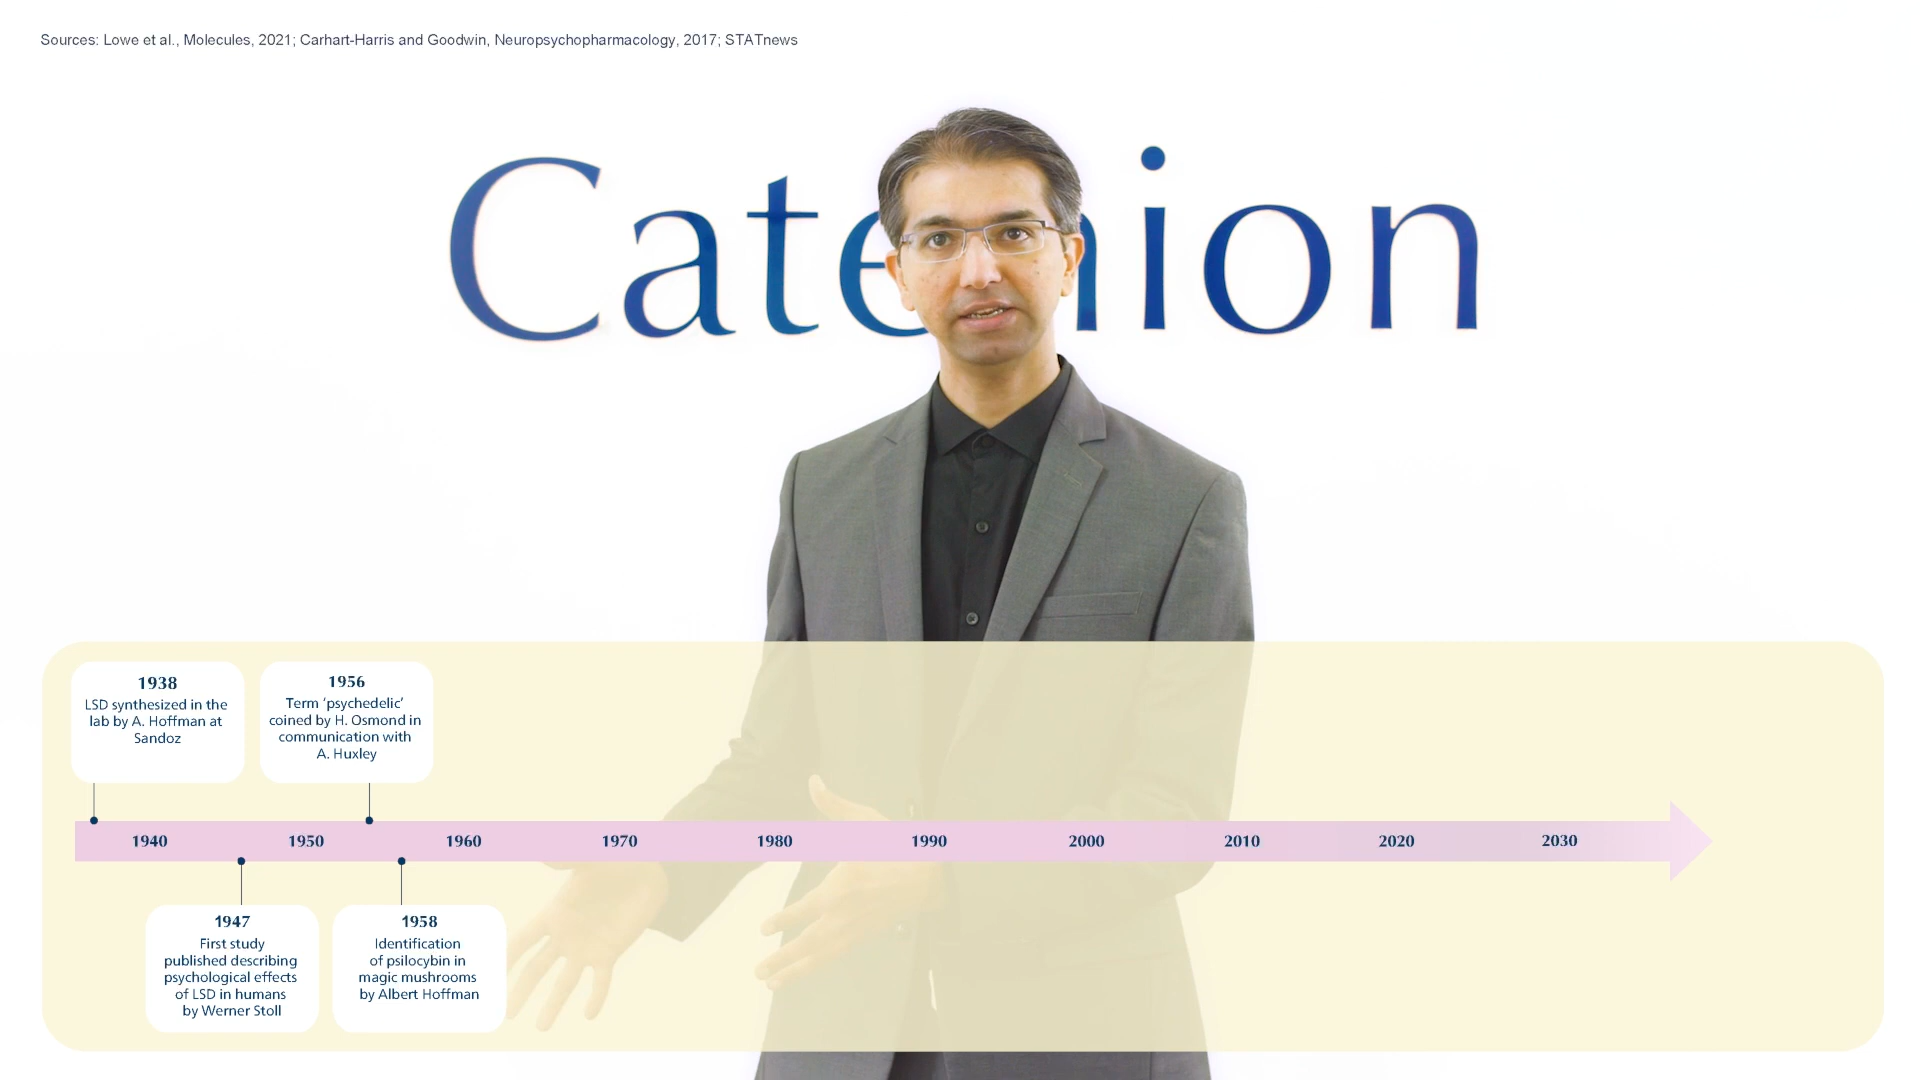 Sources: Lowe et al., Molecules, 2021; Carhart-Harris and Goodwin, Neuropsychopharmacology, 2017; STATnews
Catenion
1938
LSD synthesized in the
lab by A. Hoffman at
Sandoz
1956
Term ‘psychedelic’
coined by H. Osmond in
communication with
A. Huxley
1940 1950 1960 1970 1980 1990 2000 2010 2020 2030
1947
First study
published describing
psychological effects
of LSD in humans
by Werner Stoll
1958
Identification
of psilocybin in
magic mushrooms
by Albert Hoffman